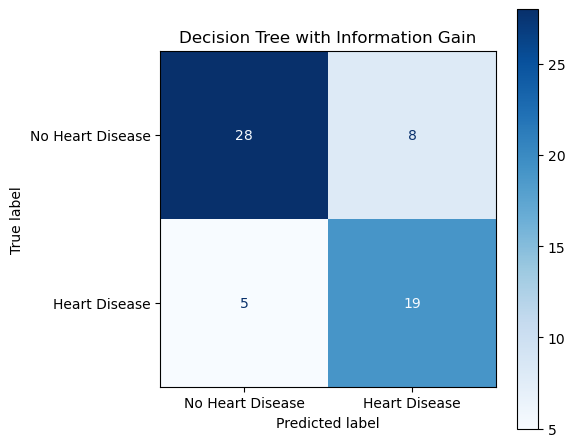 Decision Tree with Information Gain
True label
No Heart Disease
28
8
Heart Disease
5
19
No Heart Disease
Heart Disease
Predicted label
25
20
15
10
5